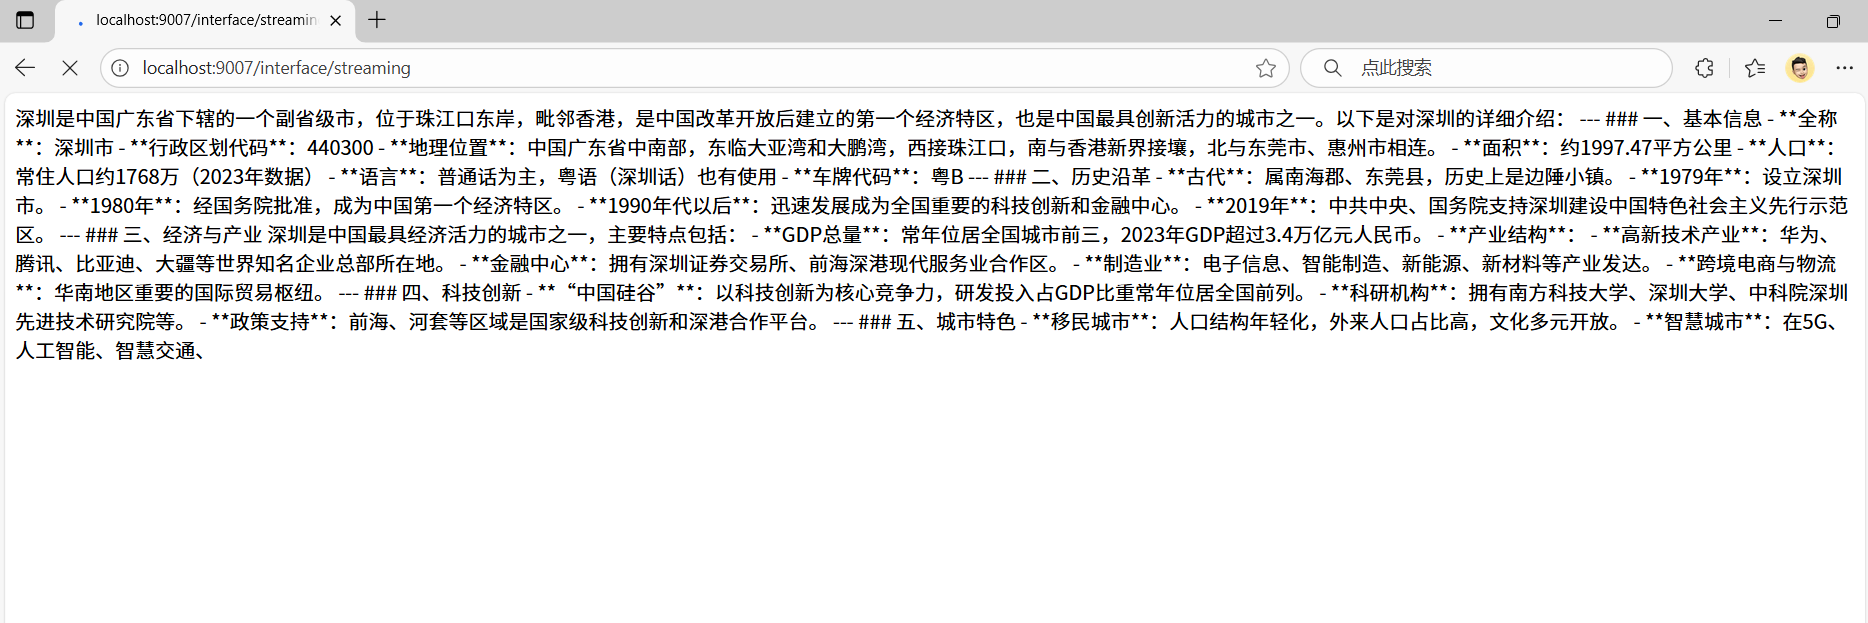 localhost:9007/interface/streamin
localhost:9007/interface/streaming
点此搜索
深圳是中国广东省下辖的一个副省级市，位于珠江口东岸，毗邻香港，是中国改革开放后建立的第一个经济特区，也是中国最具创新活力的城市之一。以下是对深圳的详细介绍： --- ### 一、基本信息 - **全称
**：深圳市 - **行政区划代码**：440300 - **地理位置**：中国广东省中南部，东临大亚湾和大鹏湾，西接珠江口，南与香港新界接壤，北与东莞市、惠州市相连。 - **面积**：约1997.47平方公里 - **人口**：
常住人口约1768万（2023年数据） - **语言**：普通话为主，粤语（深圳话）也有使用 - **车牌代码**：粤B --- ### 二、历史沿革 - **古代**：属南海郡、东莞县，历史上是边陲小镇。 - **1979年**：设立深圳
市。 - **1980年**：经国务院批准，成为中国第一个经济特区。 - **1990年代以后**：迅速发展成为全国重要的科技创新和金融中心。 - **2019年**：中共中央、国务院支持深圳建设中国特色社会主义先行示范
区。 --- ### 三、经济与产业 深圳是中国最具经济活力的城市之一，主要特点包括： - **GDP总量**：常年位居全国城市前三，2023年GDP超过3.4万亿元人民币。 - **产业结构**： - **高新技术产业**：华为、
腾讯、比亚迪、大疆等世界知名企业总部所在地。 - **金融中心**：拥有深圳证券交易所、前海深港现代服务业合作区。 - **制造业**：电子信息、智能制造、新能源、新材料等产业发达。 - **跨境电商与物流
**：华南地区重要的国际贸易枢纽。 --- ### 四、科技创新 - **“中国硅谷”**：以科技创新为核心竞争力，研发投入占GDP比重常年位居全国前列。 - **科研机构**：拥有南方科技大学、深圳大学、中科院深圳
先进技术研究院等。 - **政策支持**：前海、河套等区域是国家级科技创新和深港合作平台。 --- ### 五、城市特色 - **移民城市**：人口结构年轻化，外来人口占比高，文化多元开放。 - **智慧城市**：在5G、
人工智能、智慧交通、